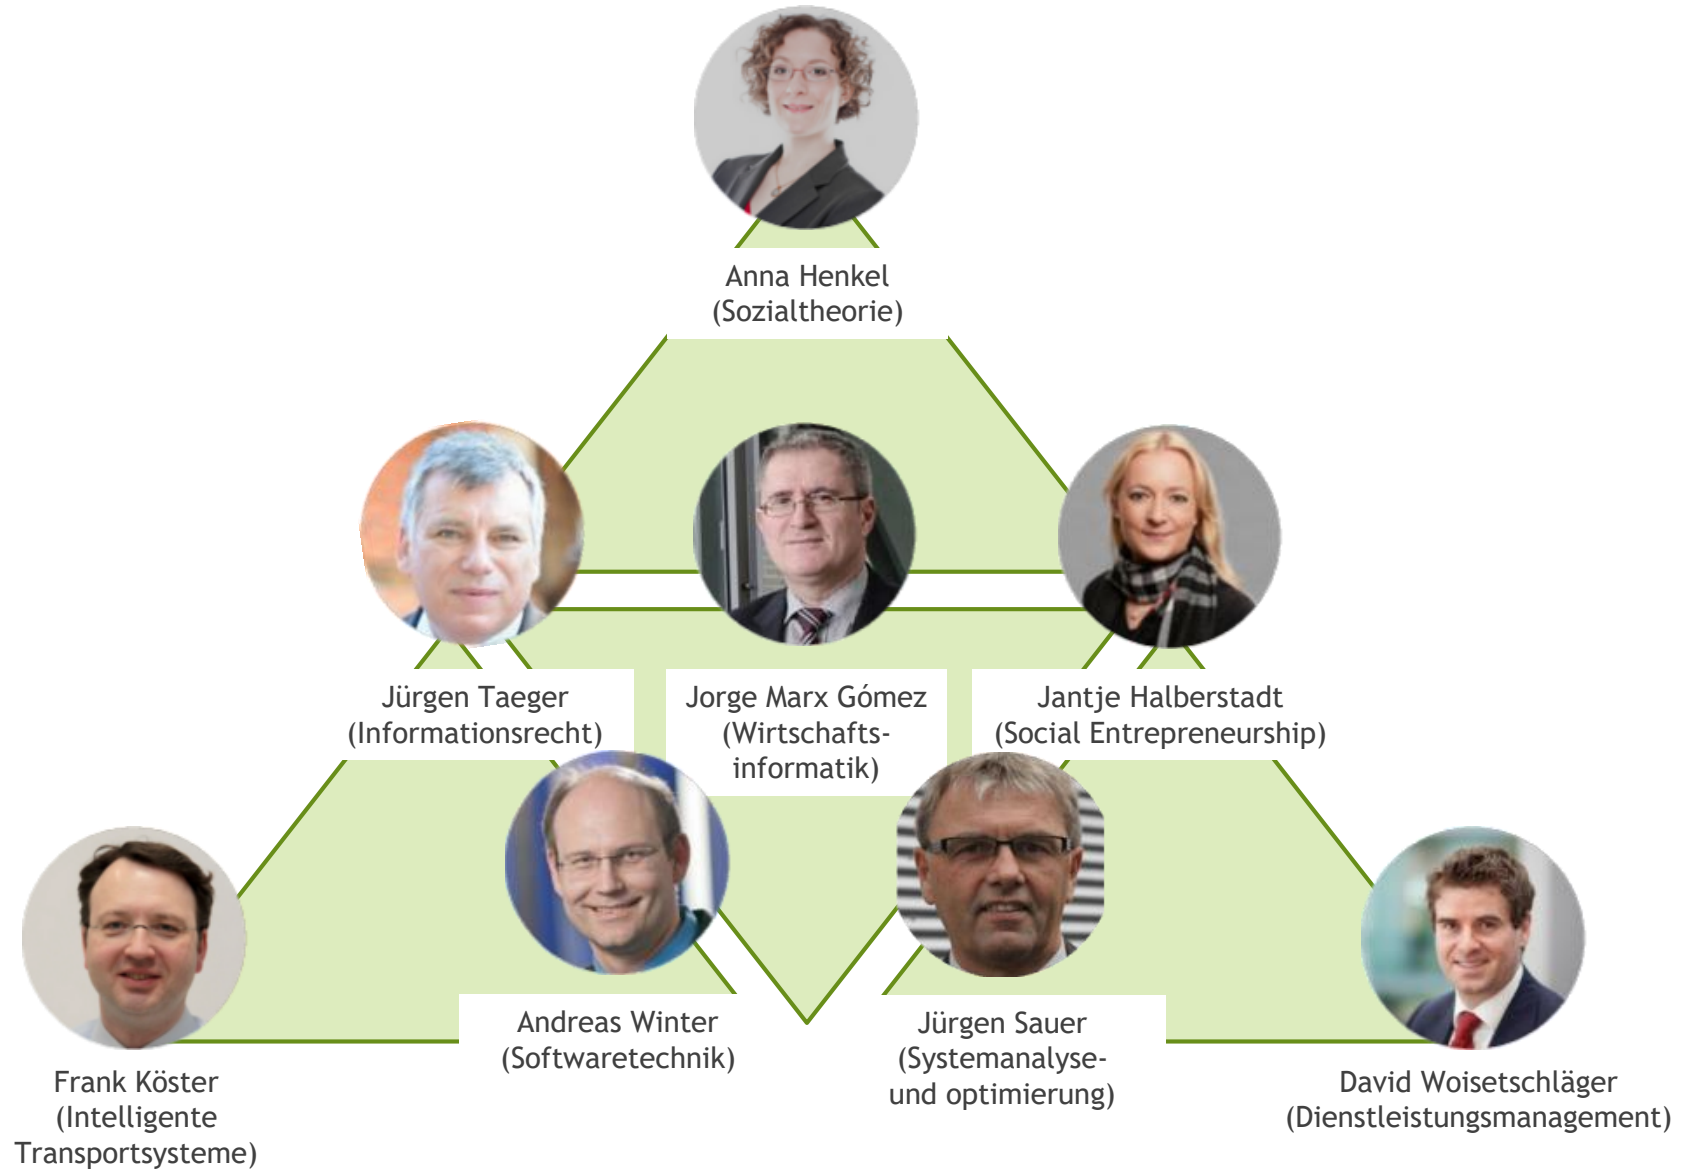 Anna Henkel
(Sozialtheorie)
Jürgen Taeger
(Informationsrecht)
Jorge Marx Gómez
(Wirtschafts-
informatik)
Jantje Halberstadt
(Social Entrepreneurship)
Andreas Winter
(Softwaretechnik)
Jürgen Sauer
(Systemanalyse-
und optimierung)
Frank Köster
(Intelligente
Transportsysteme)
David Woisetschläger
(Dienstleistungsmanagement)